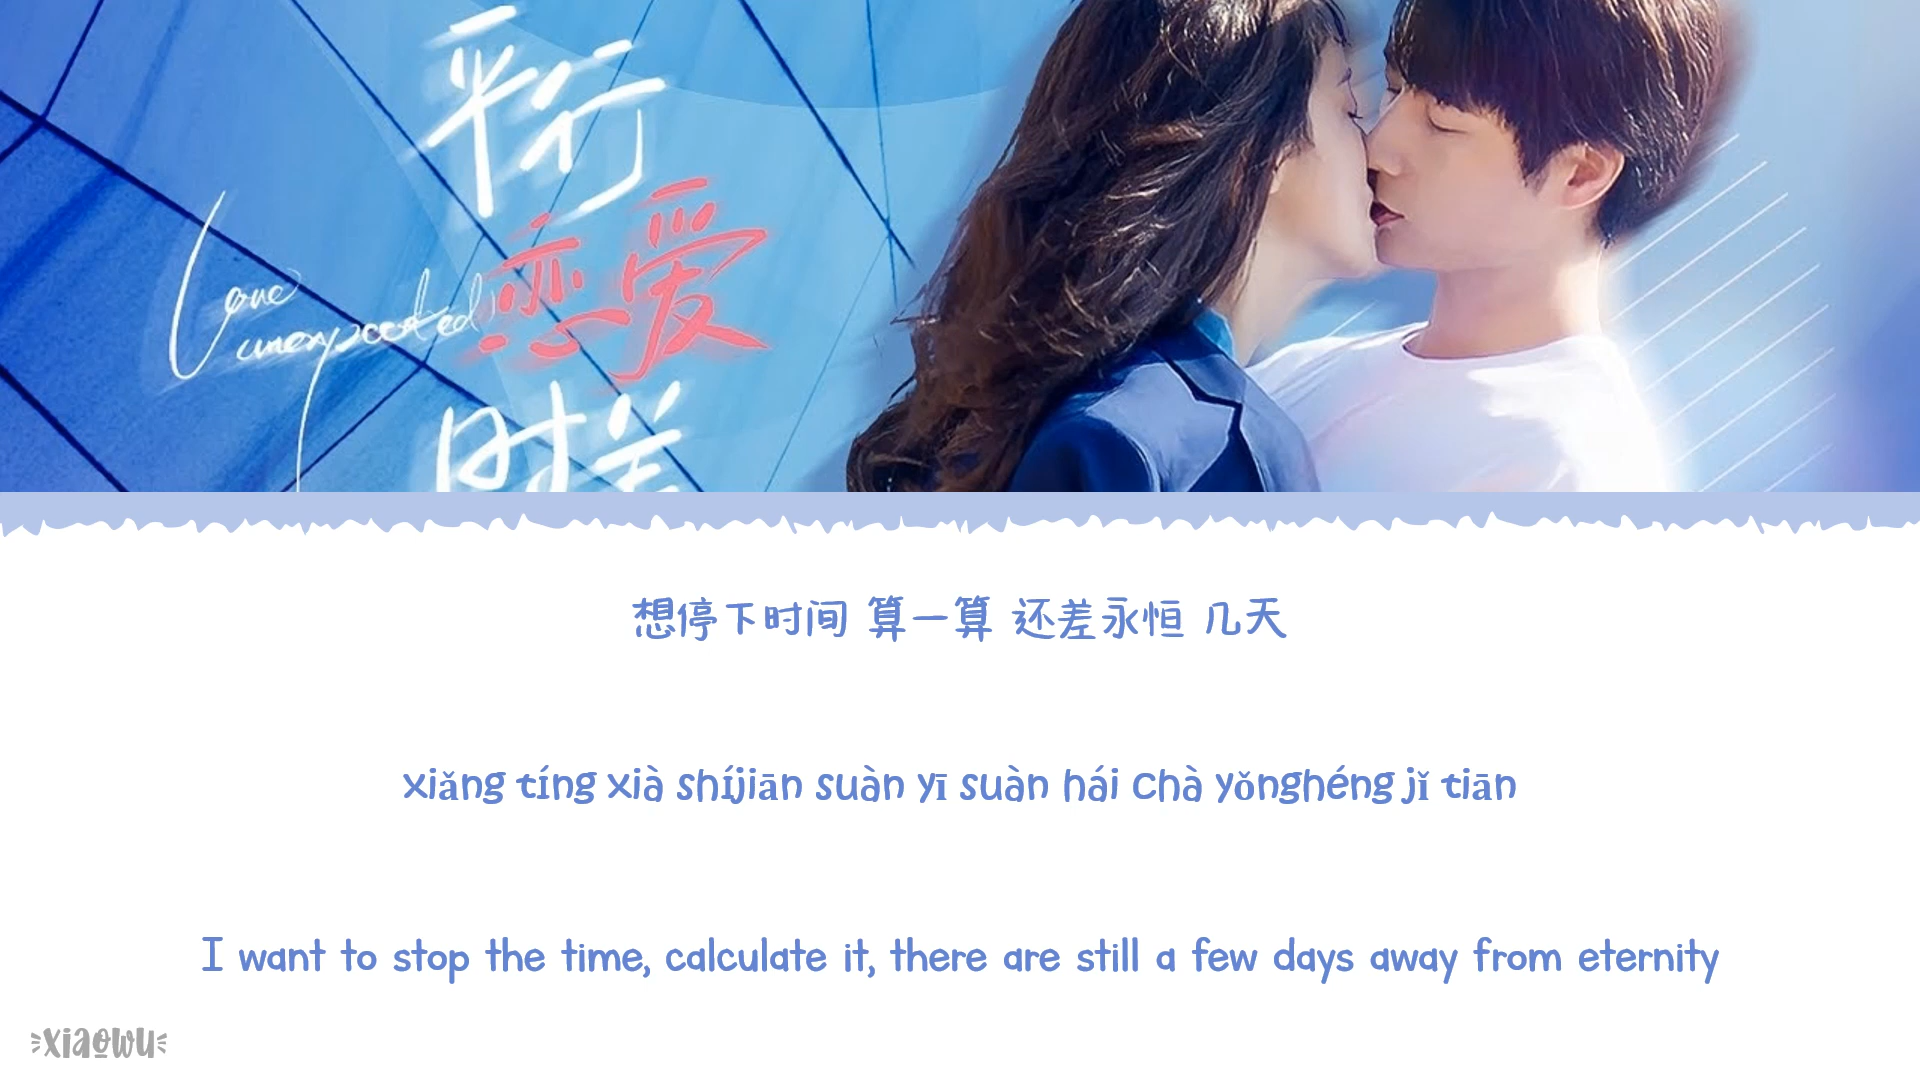 平行
恋爱
时差
Love
unexpected
想停下时间 算一算 还差永恒 几天
xiǎng tíng xià shíjiān suàn yī suàn hái chà yǒnghéng jǐ tiān
I want to stop the time, calculate it, there are still a few days away from eternity
xiaowu